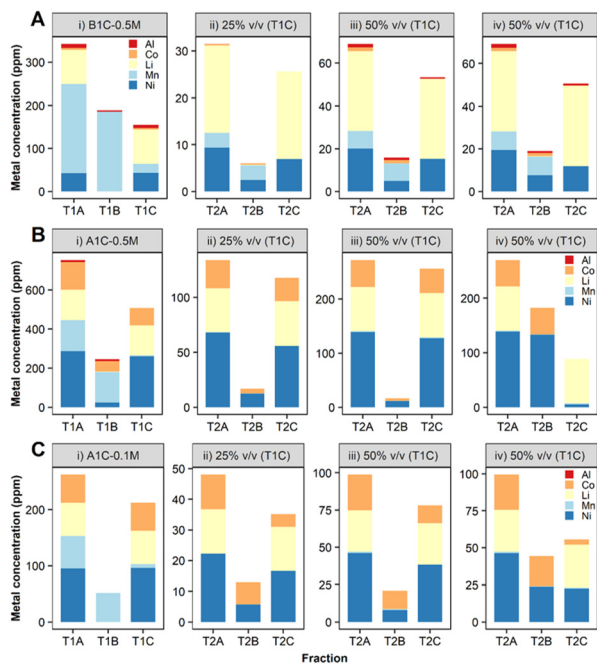 A
i) B1C-0.5M
ii) 25% v/v (T1C)
iii) 50% v/v (T1C)
iv) 50% v/v (T1C)
Metal concentration (ppm)
300
200
100
0
Al
Co
Li
Mn
Ni
30
20
10
0
60
40
20
0
60
40
20
0
T1A T1B T1C
T2A T2B T2C
T2A T2B T2C
T2A T2B T2C
B
i) A1C-0.5M
ii) 25% v/v (T1C)
iii) 50% v/v (T1C)
iv) 50% v/v (T1C)
Metal concentration (ppm)
600
400
200
0
100
50
0
200
100
0
200
100
0
Al
Co
Li
Mn
Ni
T1A T1B T1C
T2A T2B T2C
T2A T2B T2C
T2A T2B T2C
C
i) A1C-0.1M
ii) 25% v/v (T1C)
iii) 50% v/v (T1C)
iv) 50% v/v (T1C)
Metal concentration (ppm)
200
100
0
50
40
30
20
10
0
100
75
50
25
0
100
75
50
25
0
Al
Co
Li
Mn
Ni
T1A T1B T1C
T2A T2B T2C
T2A T2B T2C
T2A T2B T2C
Fraction